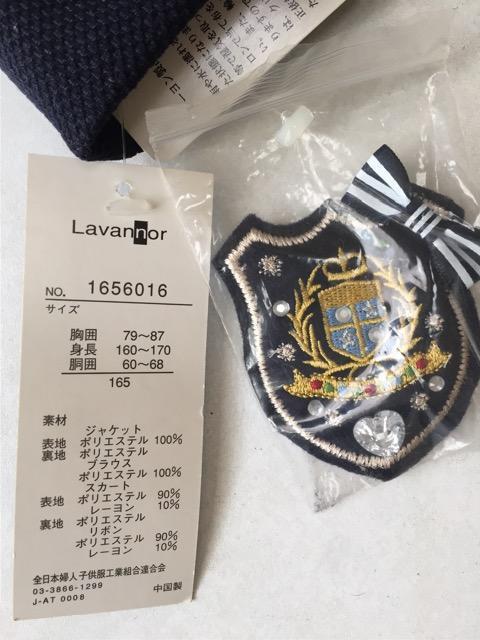 Lavannor
NO. 1656016
サイズ
胸囲 79～87
身長 160～170
胴囲 60～68
165
素材
ジャケット
表地 ポリエステル 100%
裏地 ポリエステル
ブラウス
ポリエステル 100%
スカート
表地 ポリエステル 90%
レーヨン 10%
裏地 ポリエステル
リボン
ポリエステル 90%
レーヨン 10%
全日本婦人子供服工業組合連合会
03-3866-1299
J-AT 0008 中国製